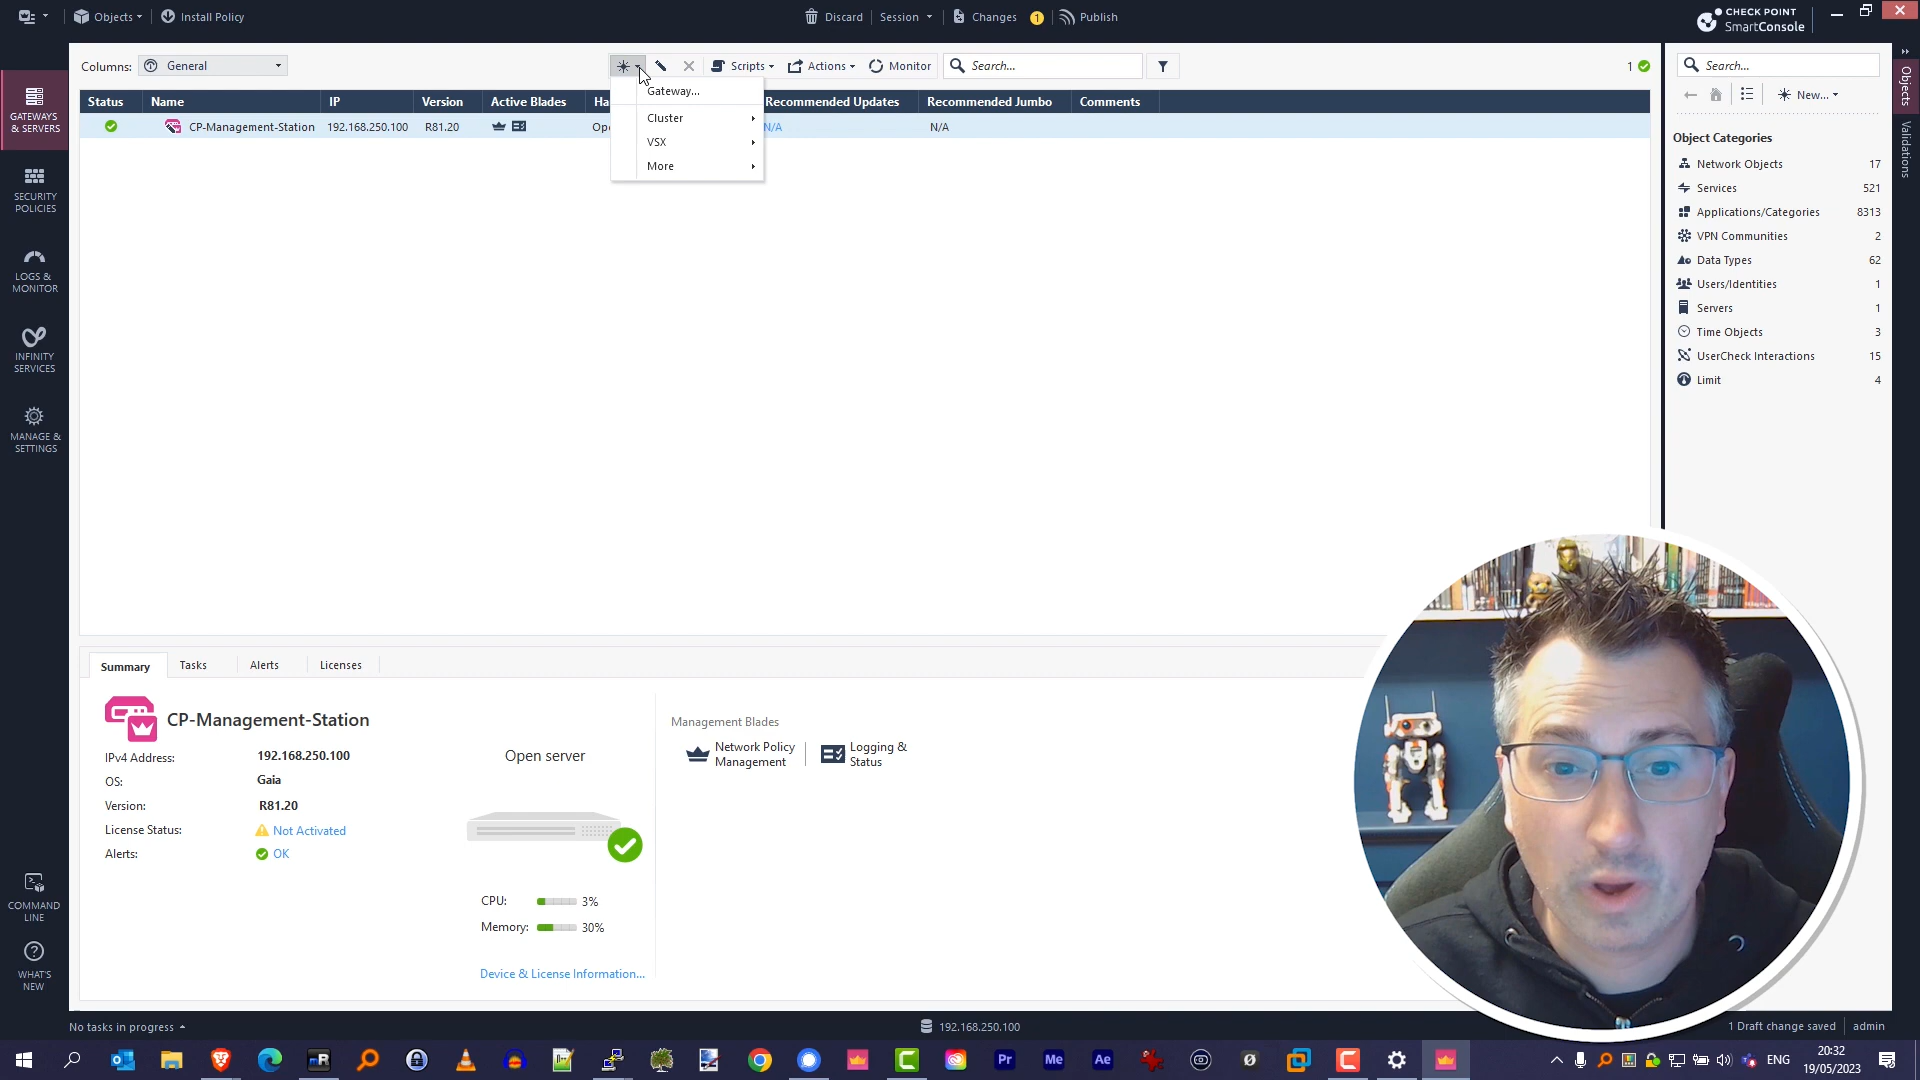 Objects
Install Policy
Discard
Session
Changes
1
Publish
CHECK POINT
SmartConsole
GATEWAYS
& SERVERS
SECURITY
POLICIES
LOGS &
MONITOR
INFINITY
SERVICES
MANAGE &
SETTINGS
COMMAND
LINE
WHAT'S
NEW
Columns:
General
Scripts
Actions
Monitor
Search...
1
Status
Name
IP
Version
Active Blades
Ha
Recommended Updates
Recommended Jumbo
Comments
CP-Management-Station
192.168.250.100
R81.20
Ope
N/A
N/A
Gateway...
Cluster
VSX
More
Search...
New...
Object Categories
Network Objects 17
Services 521
Applications/Categories 8313
VPN Communities 2
Data Types 62
Users/Identities 1
Servers 1
Time Objects 3
UserCheck Interactions 15
Limit 4
Objects
Validations
Summary
Tasks
Alerts
Licenses
CP-Management-Station
IPv4 Address: 192.168.250.100
OS: Gaia
Version: R81.20
License Status: Not Activated
Alerts: OK
Open server
CPU: 3%
Memory: 30%
Device & License Information...
Management Blades
Network Policy
Management
Logging &
Status
No tasks in progress
192.168.250.100
1 Draft change saved
admin
Pr
Me
Ae
ENG
20:32
19/05/2023